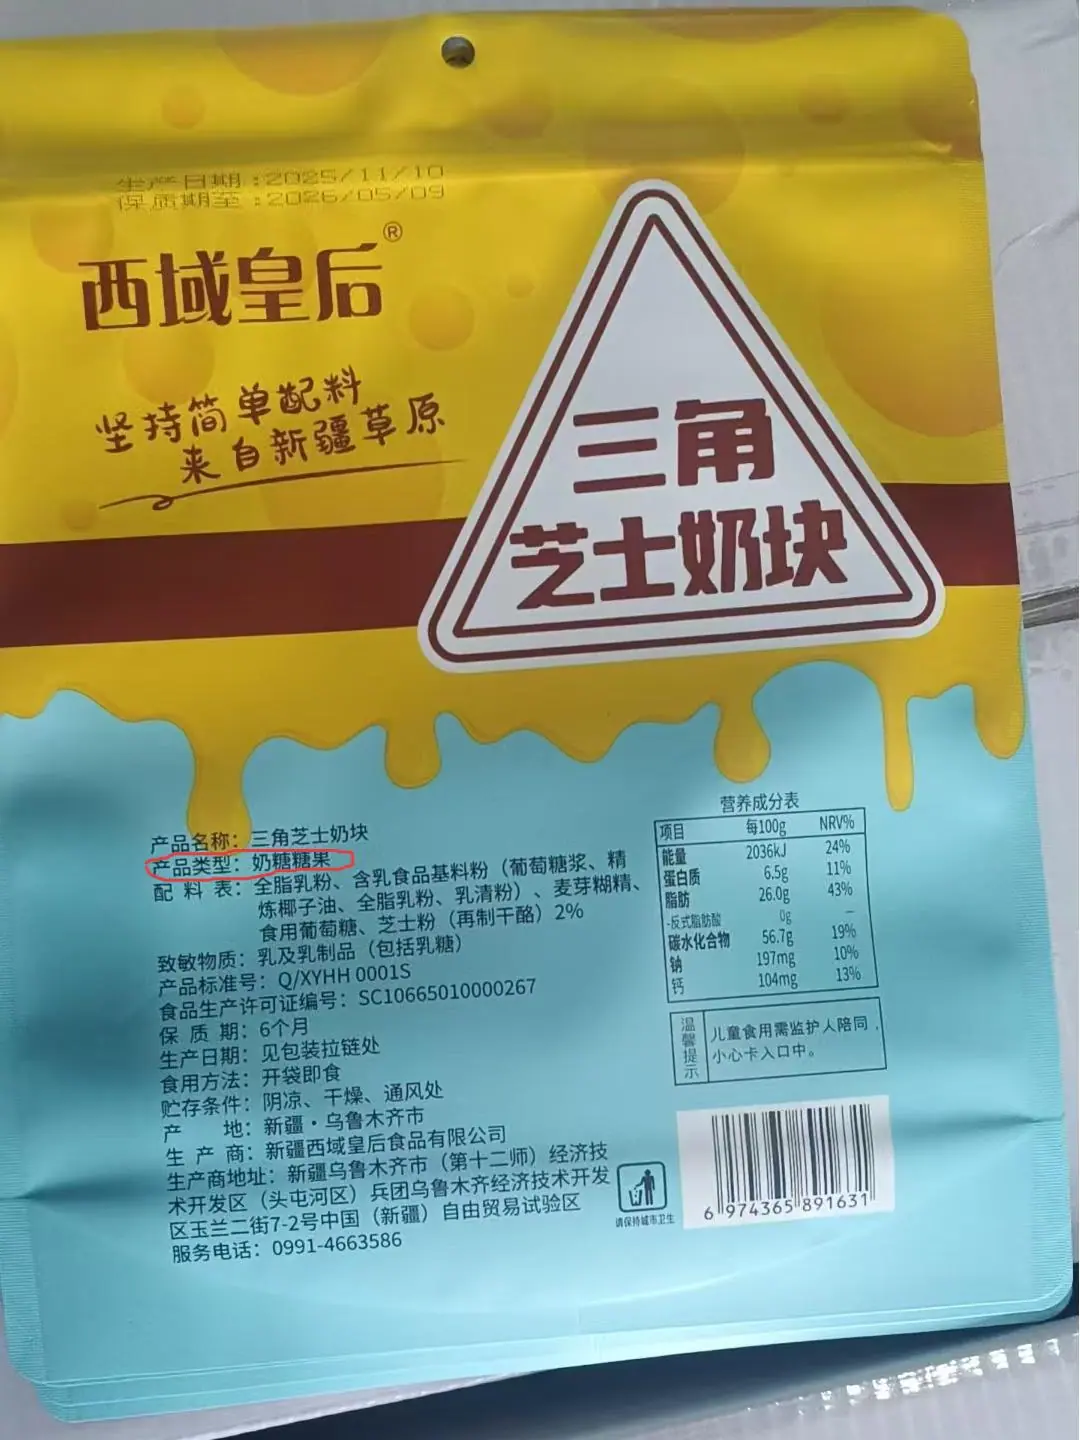 生产日期:2025/11/10
保质期至:2026/05/09
西域皇后®
坚持简单配料
来自新疆草原
三角
芝士奶块
产品名称：三角芝士奶块
产品类型：奶糖糖果
配料表：全脂乳粉、含乳食品基料粉（葡萄糖浆、精
炼椰子油、全脂乳粉、乳清粉）、麦芽糊精、
食用葡萄糖、芝士粉（再制干酪）2%
致敏物质：乳及乳制品（包括乳糖）
产品标准号：Q/XYHH 0001S
食品生产许可证编号：SC10665010000267
保质期：6个月
生产日期：见包装拉链处
食用方法：开袋即食
贮存条件：阴凉、干燥、通风处
产地：新疆·乌鲁木齐市
生产商：新疆西域皇后食品有限公司
生产商地址：新疆乌鲁木齐市（第十二师）经济技
术开发区（头屯河区）兵团乌鲁木齐经济技术开发
区玉兰二街7-2号中国（新疆）自由贸易试验区
服务电话：0991-4663586
营养成分表
项目 每100g NRV%
能量 2036kJ 24%
蛋白质 6.5g 11%
脂肪 26.0g 43%
-反式脂肪酸 0g —
碳水化合物 56.7g 19%
钠 197mg 10%
钙 104mg 13%
温馨提示
儿童食用需监护人陪同，
小心卡入口中。
请保持城市卫生
6 974365 891631